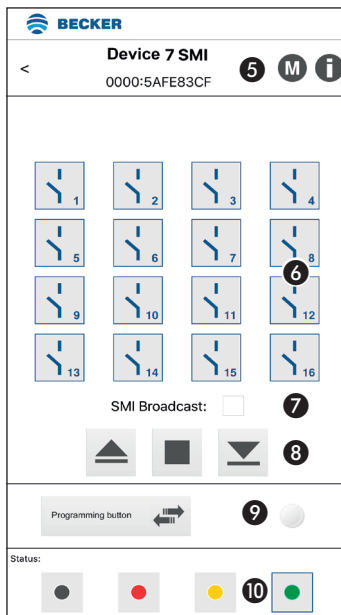 BECKER
Device 7 SMI
<
0000:5AFE83CF
5 M i
1 2 3 4
5 6 7 8
6
9 10 11 12
13 14 15 16
SMI Broadcast: 7
8
Programming button 9
Status:
10